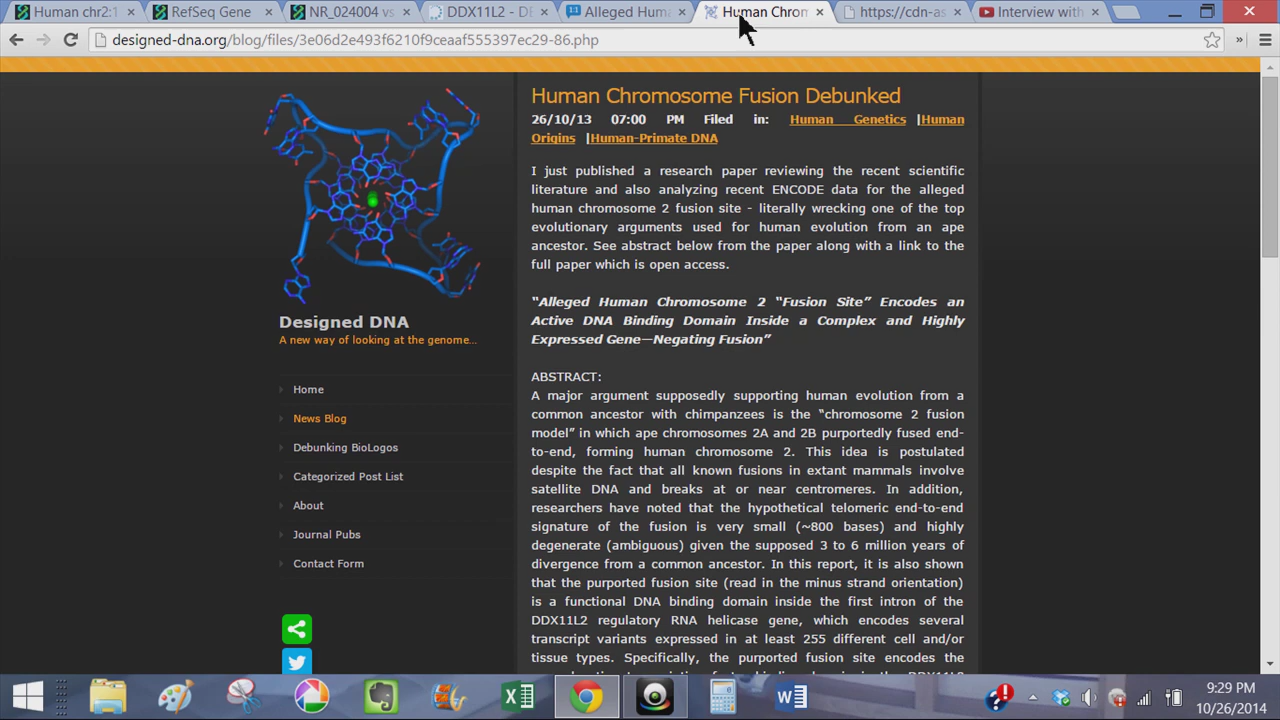 Human chr2:1
RefSeq Gene
NR_024004 vs
DDX11L2 - DE
Alleged Huma
Human Chrom
https://cdn-as
Interview with
designed-dna.org/blog/files/3e06d2e493f6210f9ceaaf555397ec29-86.php
Human Chromosome Fusion Debunked
26/10/13 07:00 PM Filed in: Human Genetics |Human
Origins |Human-Primate DNA
I just published a research paper reviewing the recent scientific
literature and also analyzing recent ENCODE data for the alleged
human chromosome 2 fusion site - literally wrecking one of the top
evolutionary arguments used for human evolution from an ape
ancestor. See abstract below from the paper along with a link to the
full paper which is open access.
“Alleged Human Chromosome 2 “Fusion Site” Encodes an
Active DNA Binding Domain Inside a Complex and Highly
Expressed Gene—Negating Fusion”
ABSTRACT:
A major argument supposedly supporting human evolution from a
common ancestor with chimpanzees is the “chromosome 2 fusion
model” in which ape chromosomes 2A and 2B purportedly fused end-
to-end, forming human chromosome 2. This idea is postulated
despite the fact that all known fusions in extant mammals involve
satellite DNA and breaks at or near centromeres. In addition,
researchers have noted that the hypothetical telomeric end-to-end
signature of the fusion is very small (~800 bases) and highly
degenerate (ambiguous) given the supposed 3 to 6 million years of
divergence from a common ancestor. In this report, it is also shown
that the purported fusion site (read in the minus strand orientation)
is a functional DNA binding domain inside the first intron of the
DDX11L2 regulatory RNA helicase gene, which encodes several
transcript variants expressed in at least 255 different cell and/or
tissue types. Specifically, the purported fusion site encodes the
Designed DNA
A new way of looking at the genome...
Home
News Blog
Debunking BioLogos
Categorized Post List
About
Journal Pubs
Contact Form
9:29 PM
10/26/2014